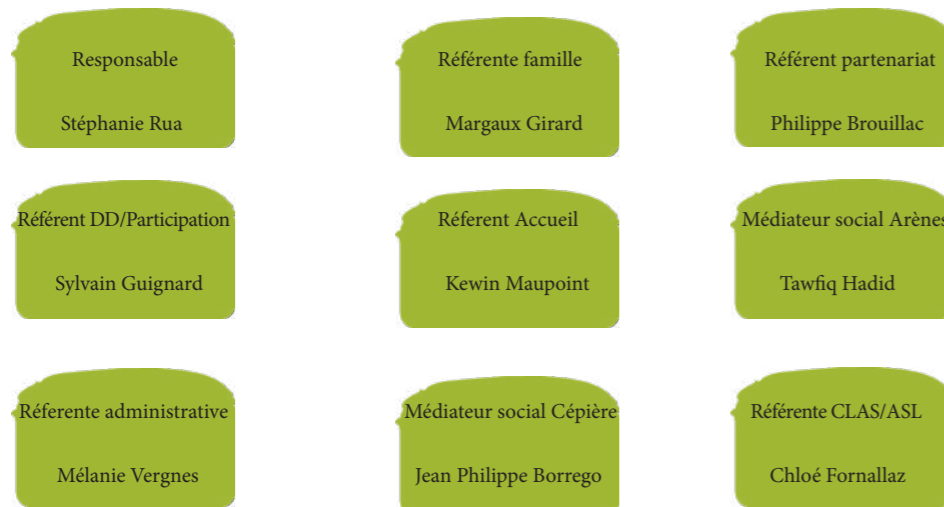 Responsable
Stéphanie Rua
Référente famille
Margaux Girard
Référent partenariat
Philippe Brouillac
Référent DD/Participation
Sylvain Guignard
Réferent Accueil
Kewin Maupoint
Médiateur social Arènes
Tawfiq Hadid
Réferente administrative
Mélanie Vergnes
Médiateur social Cépière
Jean Philippe Borrego
Référente CLAS/ASL
Chloé Fornallaz